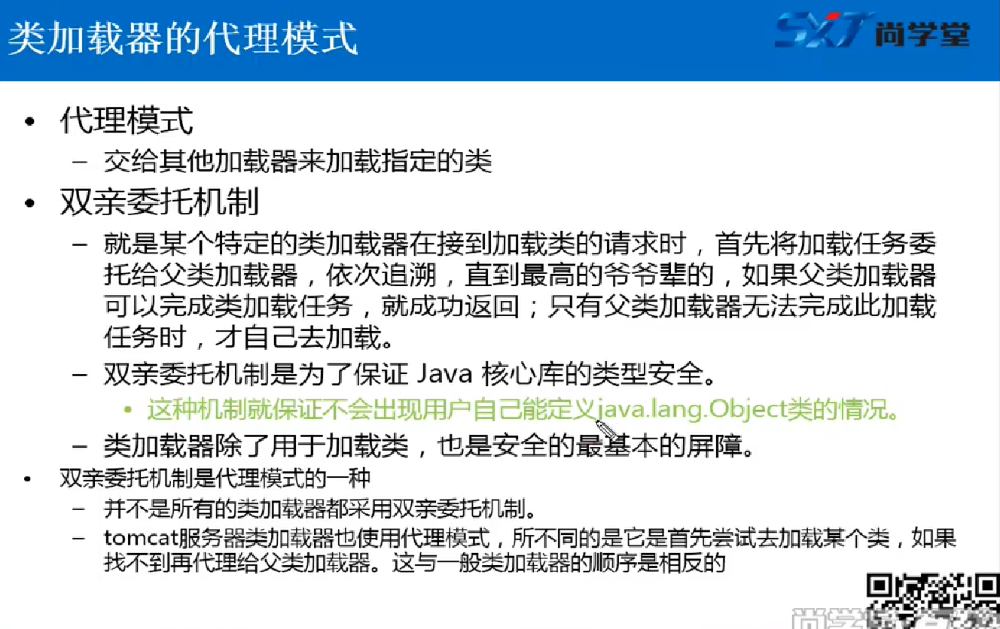 类加载器的代理模式
SXT 尚学堂
• 代理模式
– 交给其他加载器来加载指定的类
• 双亲委托机制
– 就是某个特定的类加载器在接到加载类的请求时，首先将加载任务委
托给父类加载器，依次追溯，直到最高的爷爷辈的，如果父类加载器
可以完成类加载任务，就成功返回；只有父类加载器无法完成此加载
任务时，才自己去加载。
– 双亲委托机制是为了保证 Java 核心库的类型安全。
• 这种机制就保证不会出现用户自己能定义java.lang.Object类的情况。
– 类加载器除了用于加载类，也是安全的最基本的屏障。
• 双亲委托机制是代理模式的一种
– 并不是所有的类加载器都采用双亲委托机制。
– tomcat服务器类加载器也使用代理模式，所不同的是它是首先尝试去加载某个类，如果
找不到再代理给父类加载器。这与一般类加载器的顺序是相反的